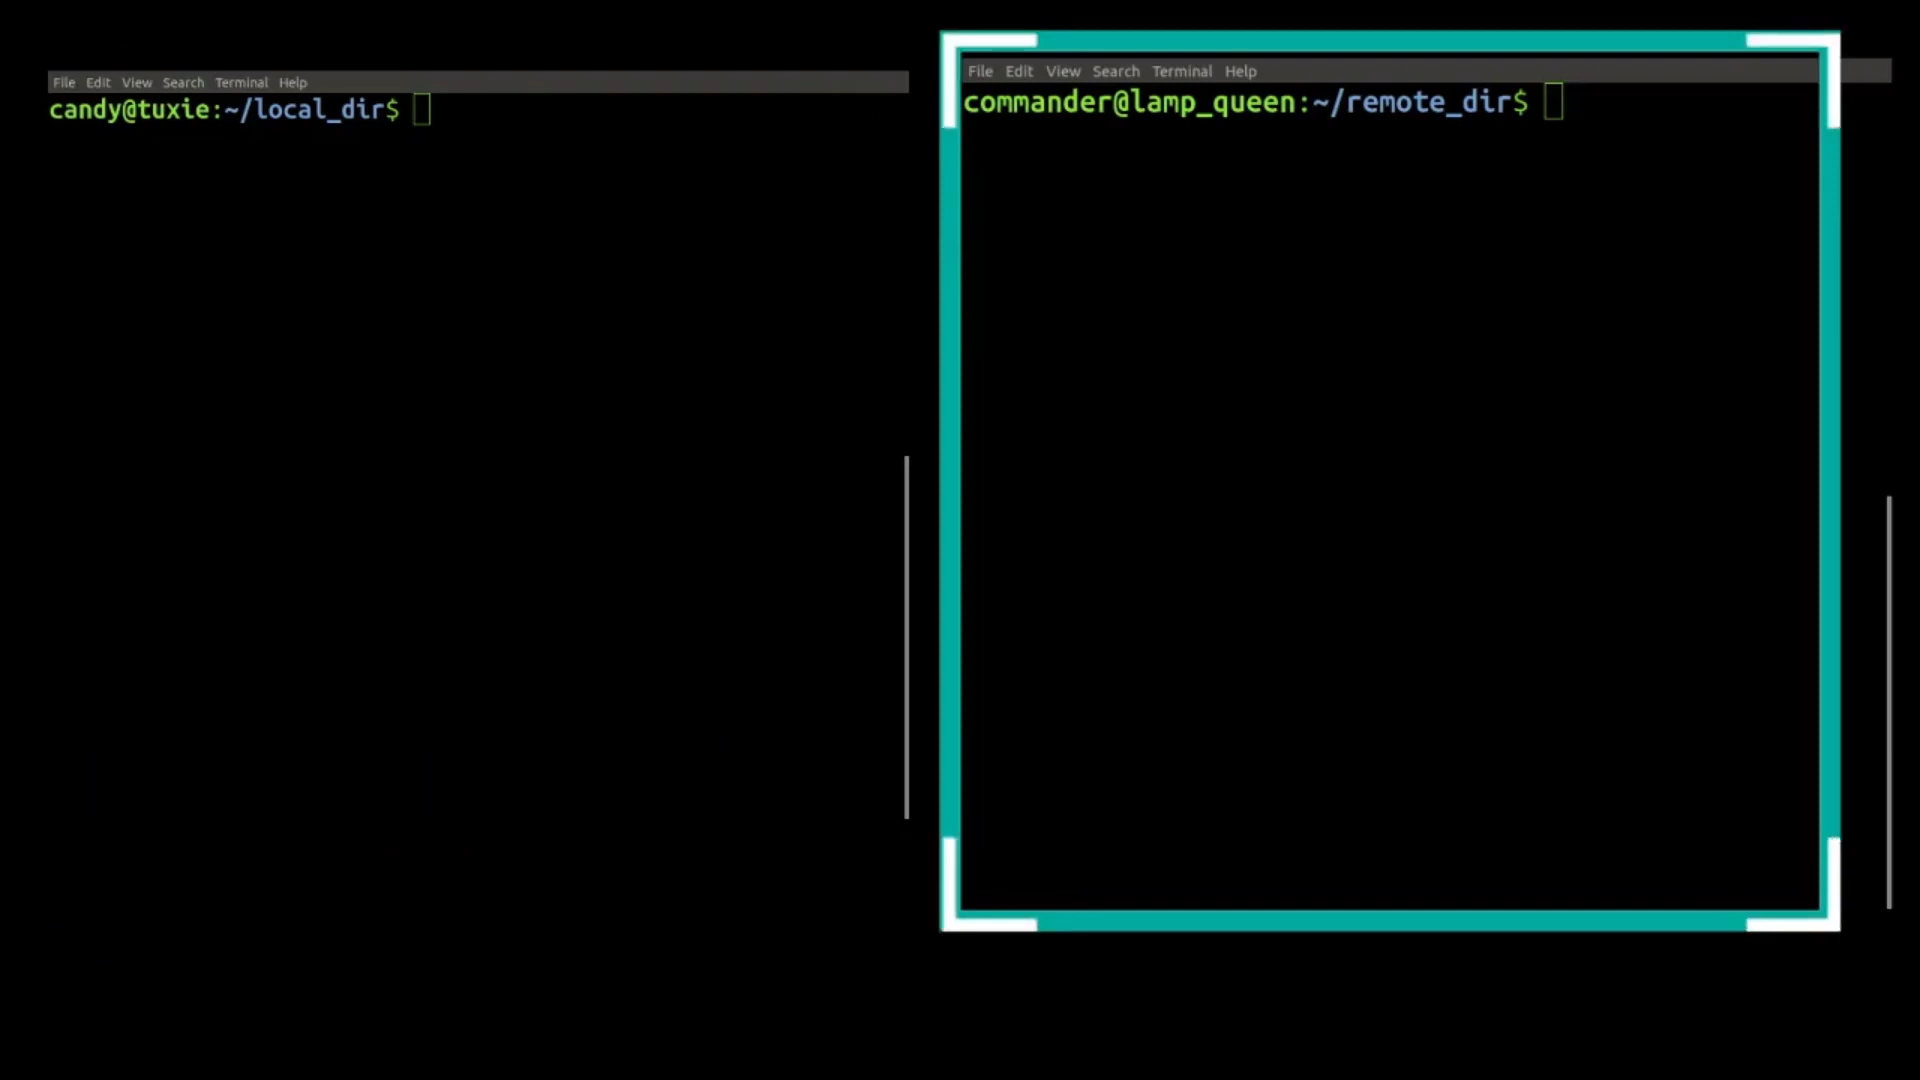 File Edit View Search Terminal Help
candy@tuxie:~/local_dir$
File Edit View Search Terminal Help
commander@lamp_queen:~/remote_dir$